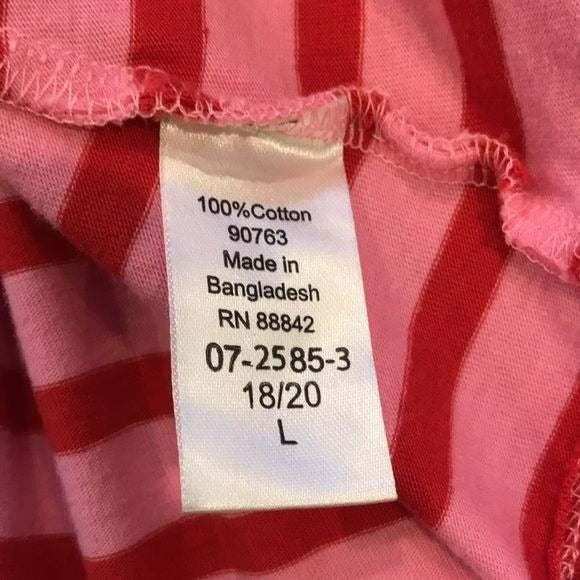 100%Cotton
90763
Made in
Bangladesh
RN 88842
07-2585-3
18/20
L